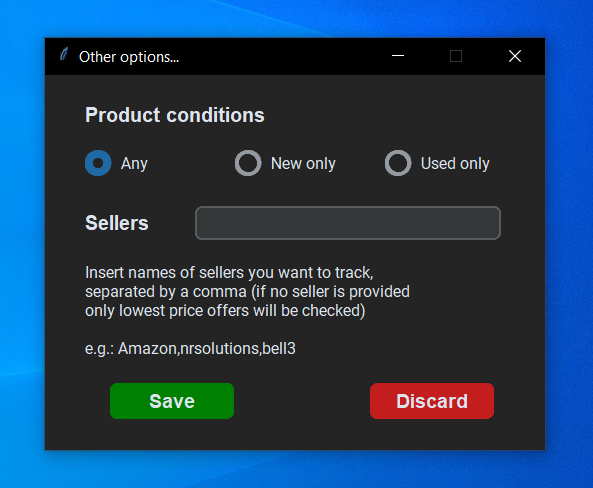 Other options...
Product conditions
Any New only Used only
Sellers
Insert names of sellers you want to track,
separated by a comma (if no seller is provided
only lowest price offers will be checked)
e.g.: Amazon,nrsolutions,bell3
Save Discard